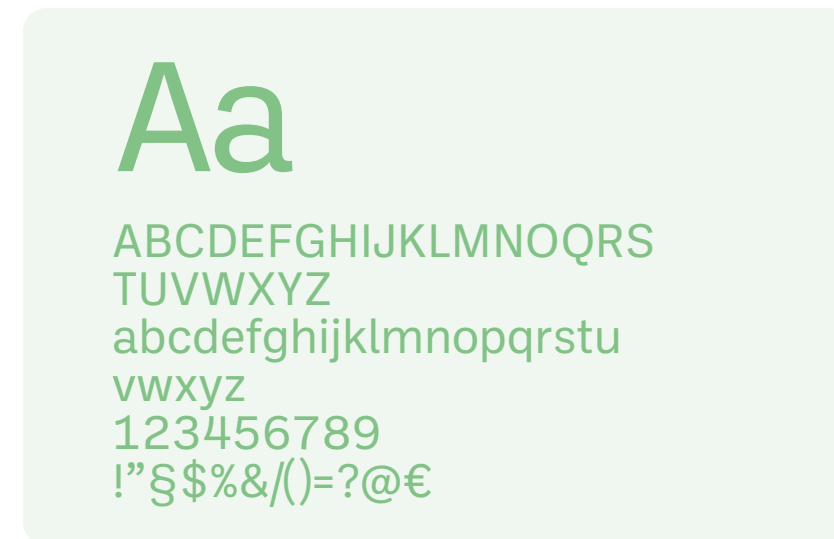 Aa
ABCDEFGHIJKLMNOQRS
TUVWXYZ
abcdefghijklmnopqrstu
vwxyz
123456789
!”§$%&/()=?@€